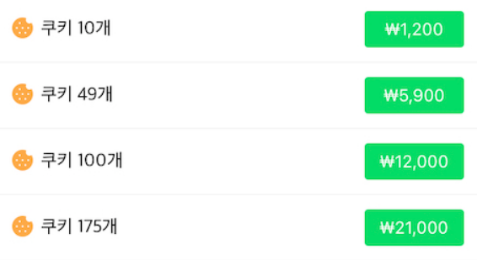 쿠키 10개 ₩1,200
쿠키 49개 ₩5,900
쿠키 100개 ₩12,000
쿠키 175개 ₩21,000